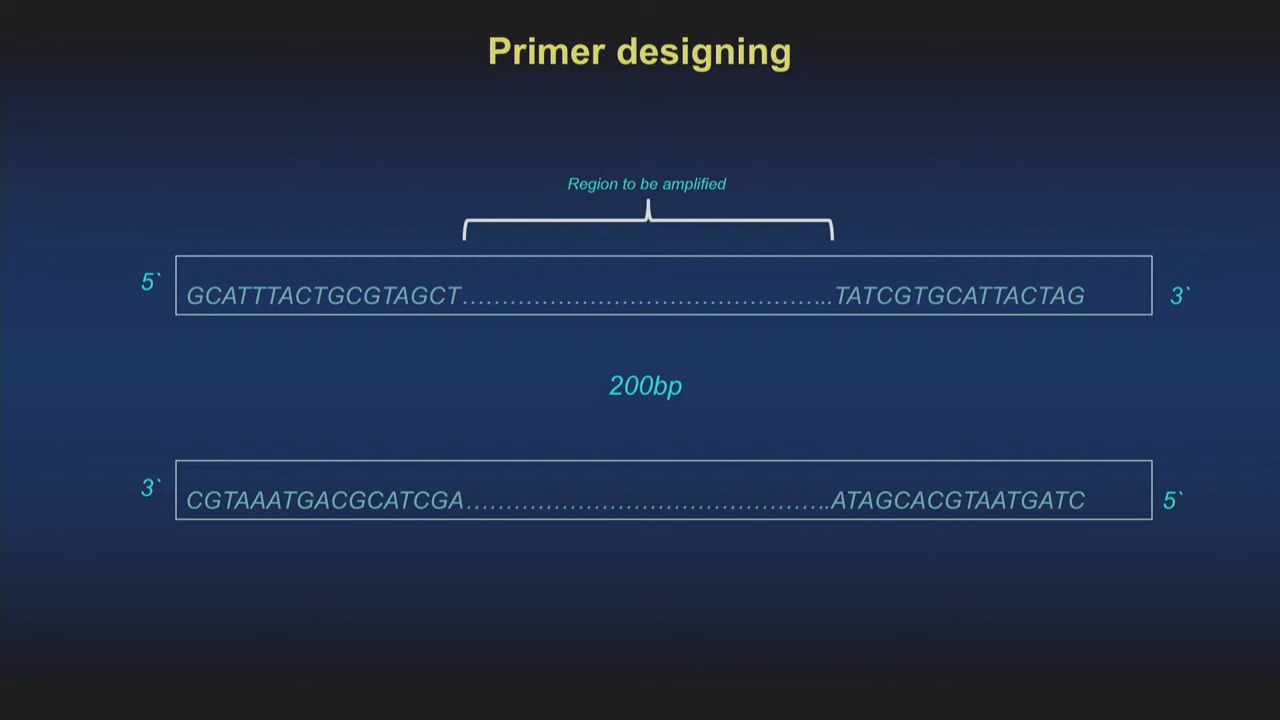 Primer designing
Region to be amplified
5` GCATTTACTGCGTAGCT…………………………………..TATCGTGCATTACTAG 3`
200bp
3` CGTAAATGACGCATCGA…………………………………..ATAGCACGTAATGATC 5`